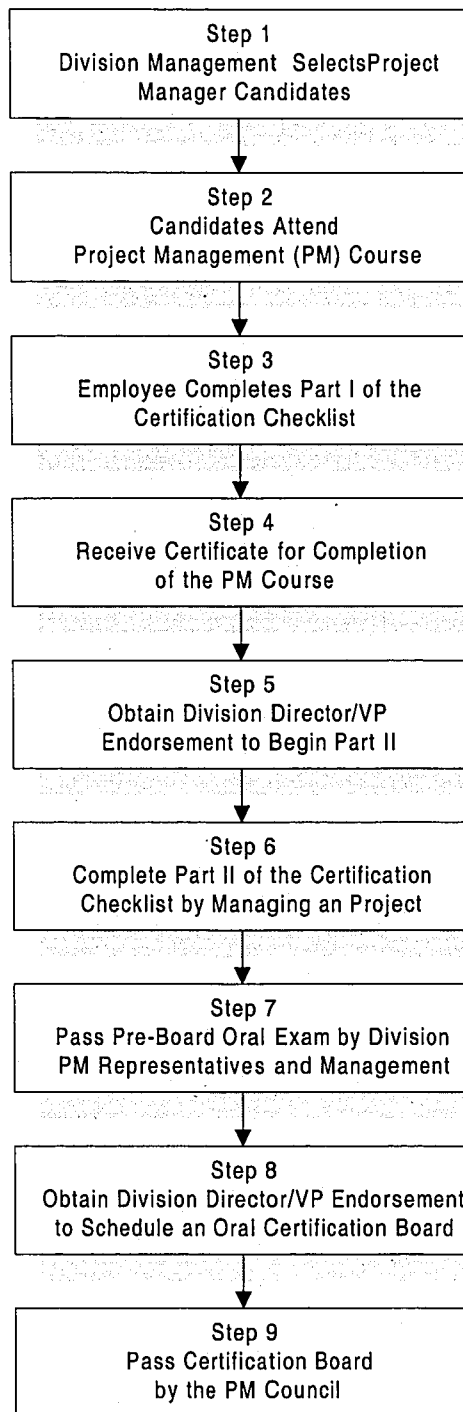 Step 1
Division Management SelectsProject
Manager Candidates
Step 2
Candidates Attend
Project Management (PM) Course
Step 3
Employee Completes Part I of the
Certification Checklist
Step 4
Receive Certificate for Completion
of the PM Course
Step 5
Obtain Division Director/VP
Endorsement to Begin Part II
Step 6
Complete Part II of the Certification
Checklist by Managing an Project
Step 7
Pass Pre-Board Oral Exam by Division
PM Representatives and Management
Step 8
Obtain Division Director/VP Endorsement
to Schedule an Oral Certification Board
Step 9
Pass Certification Board
by the PM Council